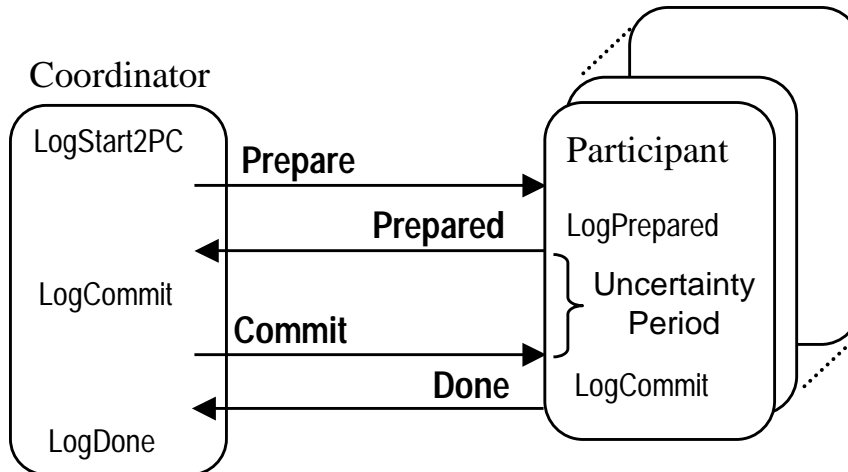 Coordinator
LogStart2PC
Prepare
Participant
Prepared
LogPrepared
LogCommit
Uncertainty
Period
Commit
LogCommit
Done
LogDone